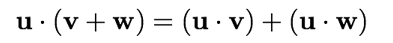 u · (v + w) = (u · v) + (u · w)